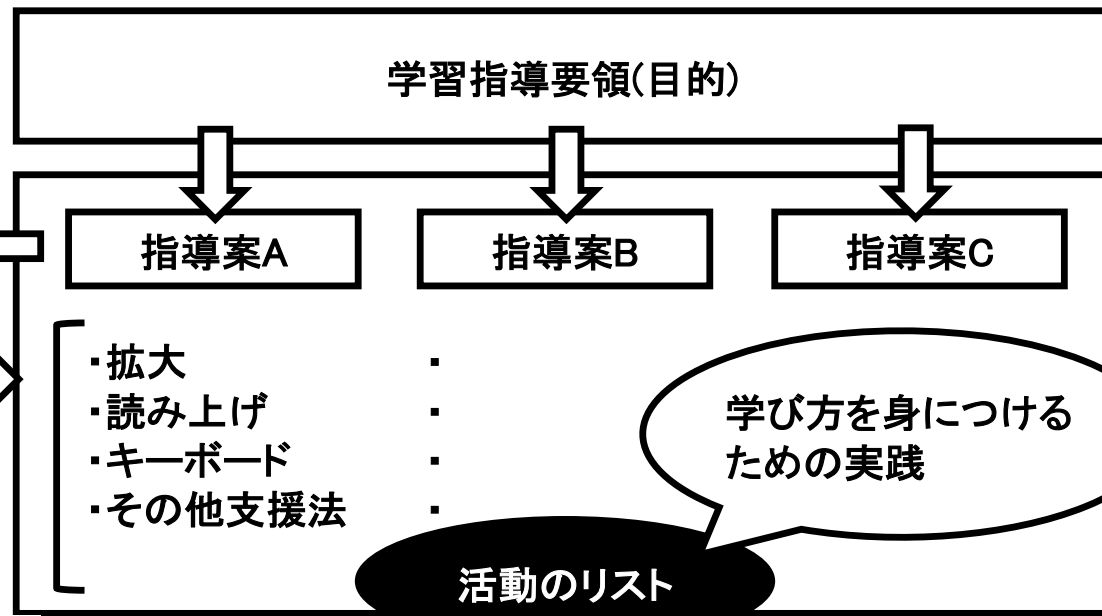 学習指導要領(目的)
指導案A
指導案B
指導案C
・拡大
・読み上げ
・キーボード
・その他支援法
・
・
・
・
学び方を身につける
ための実践
活動のリスト